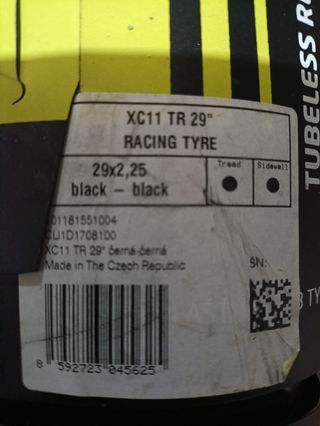 TUBELESS
XC11 TR 29"
RACING TYRE
29x2,25
black – black
Tread
Sidewall
01181551004
CLI1D1708100
XC11 TR 29" černá-černá
Made in The Czech Republic
SN:
8 592723 045625